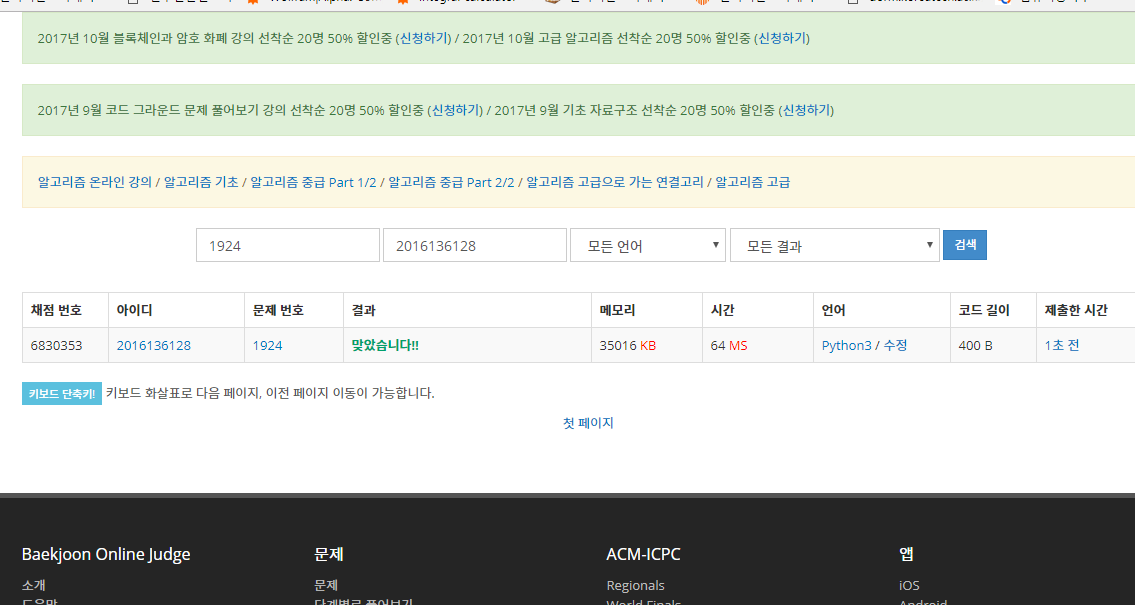 2017년 10월 블록체인과 암호 화폐 강의 선착순 20명 50% 할인중 (신청하기) / 2017년 10월 고급 알고리즘 선착순 20명 50% 할인중 (신청하기)
2017년 9월 코드 그라운드 문제 풀어보기 강의 선착순 20명 50% 할인중 (신청하기) / 2017년 9월 기초 자료구조 선착순 20명 50% 할인중 (신청하기)
알고리즘 온라인 강의 / 알고리즘 기초 / 알고리즘 중급 Part 1/2 / 알고리즘 중급 Part 2/2 / 알고리즘 고급으로 가는 연결고리 / 알고리즘 고급
1924 2016136128 모든 언어 모든 결과 검색
채점 번호 아이디 문제 번호 결과 메모리 시간 언어 코드 길이 제출한 시간
6830353 2016136128 1924 맞았습니다!! 35016 KB 64 MS Python3 / 수정 400 B 1초 전
키보드 단축키! 키보드 화살표로 다음 페이지, 이전 페이지 이동이 가능합니다.
첫 페이지
Baekjoon Online Judge 문제 ACM-ICPC 앱
소개 문제 Regionals iOS
도움말 단계별로 풀어보기 World Finals Android